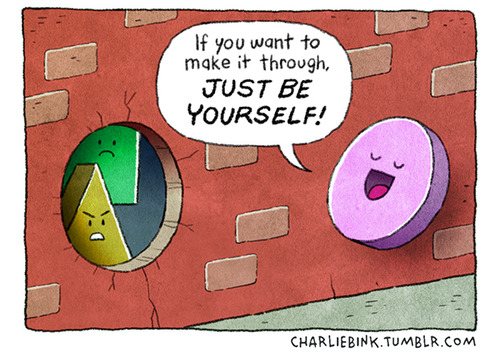 If you want to
make it through,
JUST BE
YOURSELF!
CHARLIEBINK.TUMBLR.COM